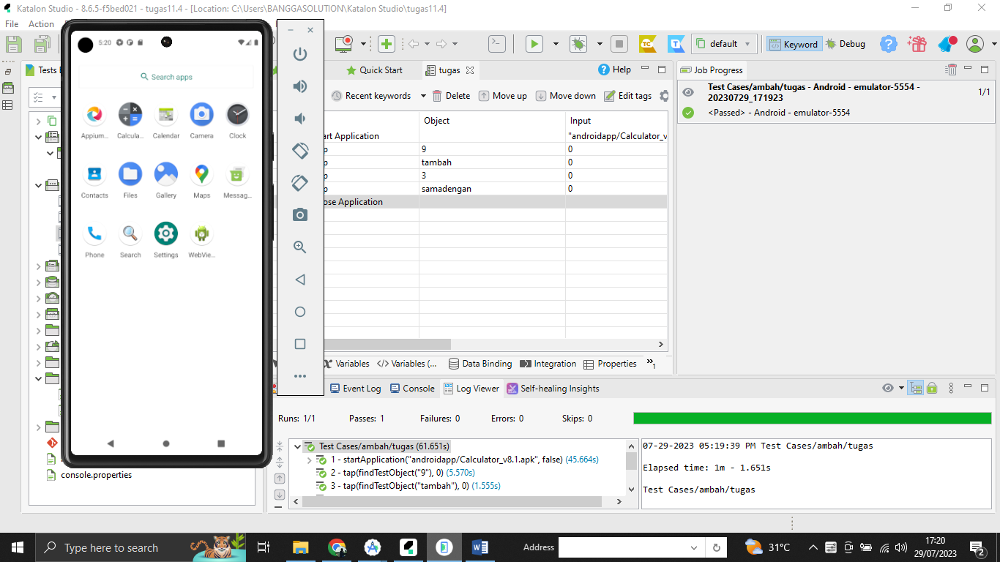 Katalon Studio - 8.6.5-f5bed021 - tugas11.4 - [Location: C:\Users\BANGGASOLUTION\Katalon Studio\tugas11.4]
File Action
default
Keyword
Debug
TC
T
5:20
Search apps
Appium...
Calcula...
Calendar
Camera
Clock
Contacts
Files
Gallery
Maps
Messag...
Phone
Search
Settings
WebVie...
Tests
Quick Start
tugas
Help
Recent keywords
Delete
Move up
Move down
Edit tags
Object
Input
art Application
"androidapp/Calculator_v
9
0
tambah
0
3
0
samadengan
0
ose Application
Variables
</> Variables (...
Data Binding
Integration
Properties
»1
Job Progress
Test Cases/ambah/tugas - Android - emulator-5554 -
20230729_171923
1/1
<Passed> - Android - emulator-5554
console.properties
Event Log
Console
Log Viewer
Self-healing Insights
Runs: 1/1
Passes: 1
Failures: 0
Errors: 0
Skips: 0
Test Cases/ambah/tugas (61.651s)
1 - startApplication("androidapp/Calculator_v8.1.apk", false) (45.664s)
2 - tap(findTestObject("9"), 0) (5.570s)
3 - tap(findTestObject("tambah"), 0) (1.555s)
07-29-2023 05:19:39 PM Test Cases/ambah/tugas
Elapsed time: 1m - 1.651s
Test Cases/ambah/tugas
Type here to search
Address
31°C
17:20
29/07/2023
2